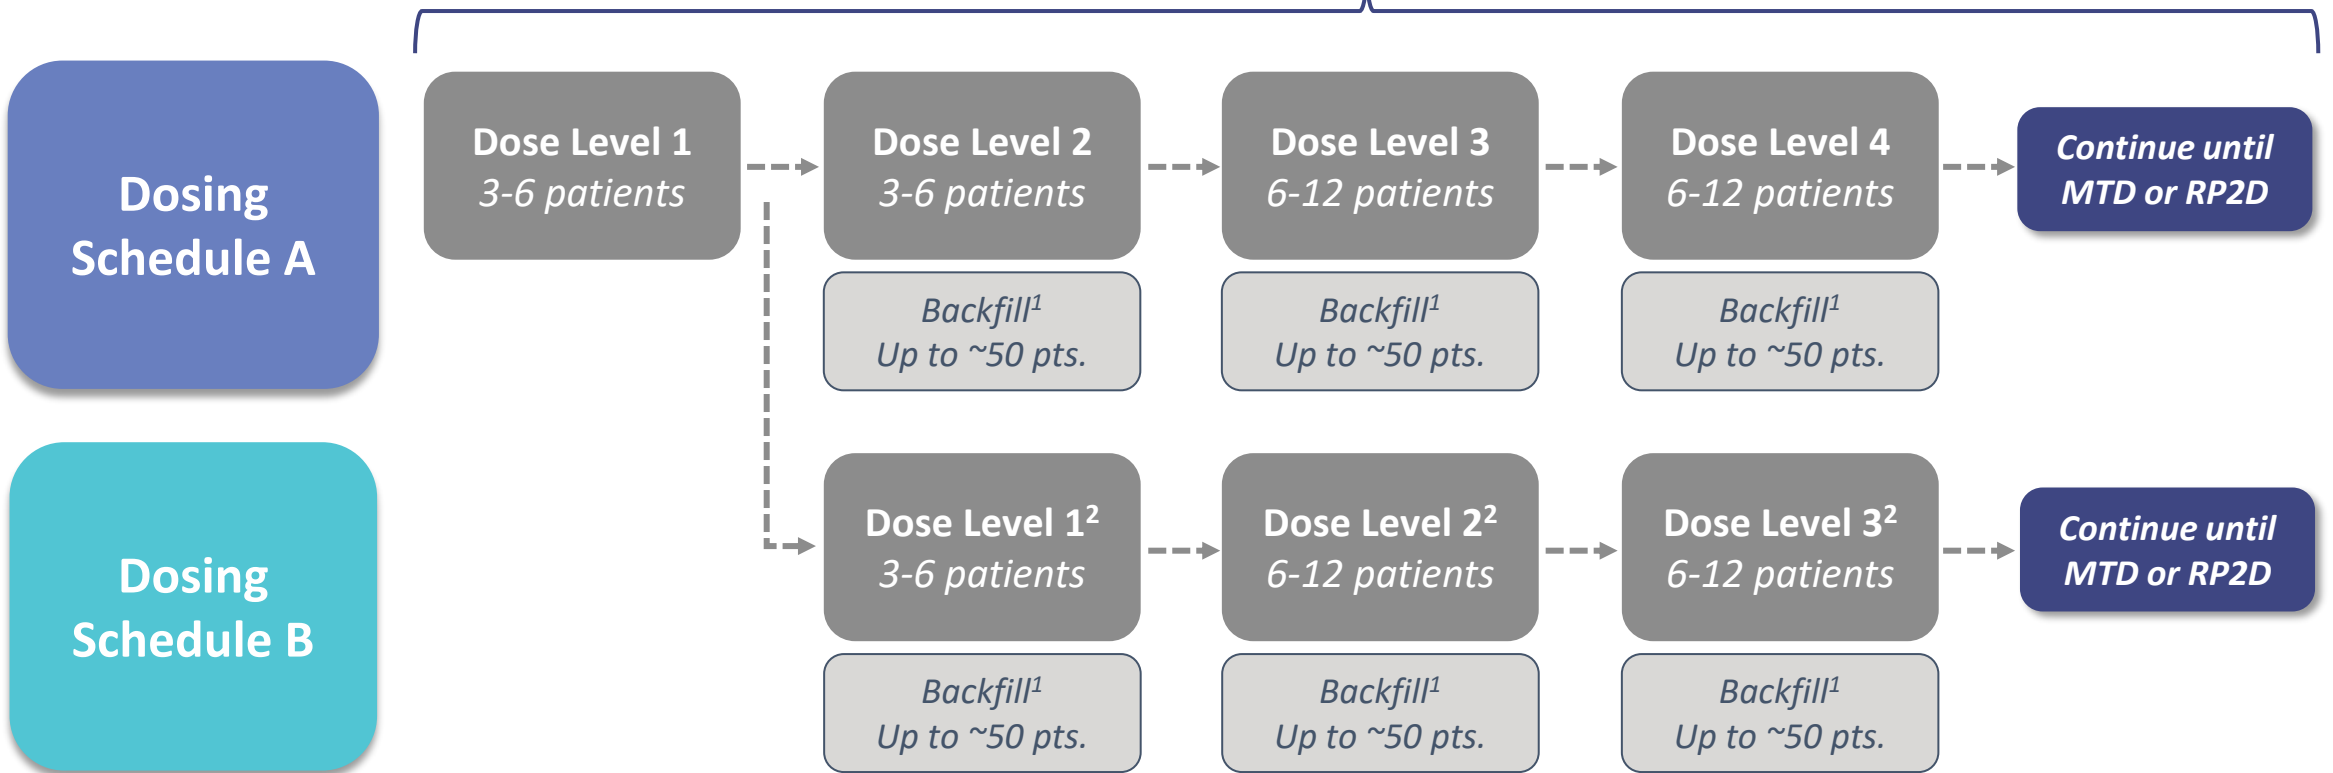 Dosing
Schedule A
Dose Level 1
3-6 patients
Dose Level 2
3-6 patients
Backfill¹
Up to ~50 pts.
Dose Level 3
6-12 patients
Backfill¹
Up to ~50 pts.
Dose Level 4
6-12 patients
Backfill¹
Up to ~50 pts.
Continue until
MTD or RP2D
Dosing
Schedule B
Dose Level 1²
3-6 patients
Backfill¹
Up to ~50 pts.
Dose Level 2²
6-12 patients
Backfill¹
Up to ~50 pts.
Dose Level 3²
6-12 patients
Backfill¹
Up to ~50 pts.
Continue until
MTD or RP2D